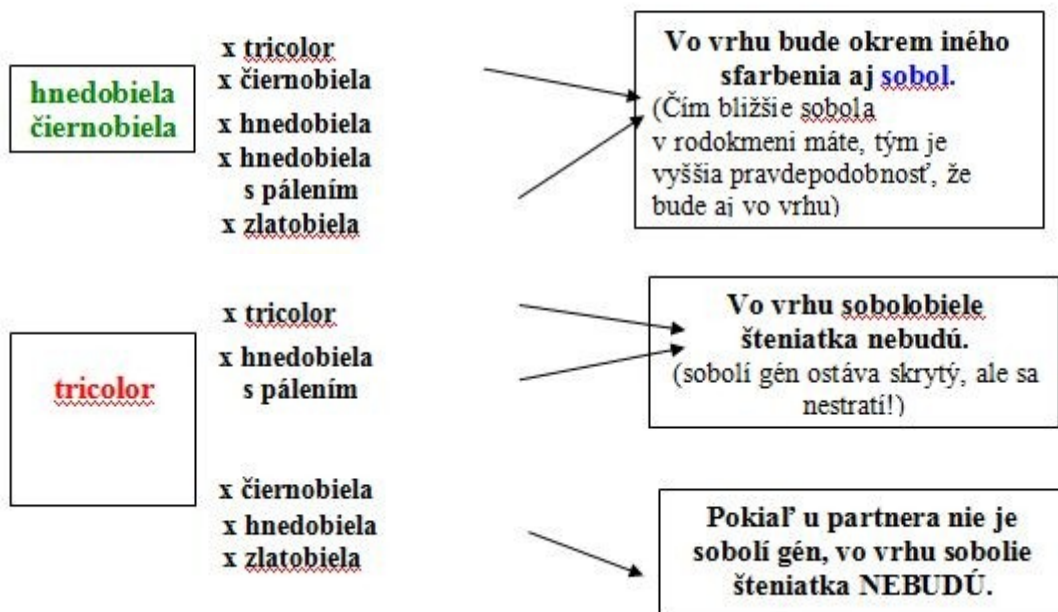 hnedobiela
čiernobiela
x tricolor
x čiernobiela
x hnedobiela
x hnedobiela
s pálením
x zlatobiela
Vo vrhu bude okrem iného
sfarbenia aj sobol.
(Čím bližšie sobola
v rodokmeni máte, tým je
vyššia pravdepodobnosť, že
bude aj vo vrhu)
tricolor
x tricolor
x hnedobiela
s pálením
Vo vrhu sobolobiele
šteniatka nebudú.
(sobolí gén ostáva skrytý, ale sa
nestratí!)
x čiernobiela
x hnedobiela
x zlatobiela
Pokiaľ u partnera nie je
sobolí gén, vo vrhu sobolie
šteniatka NEBUDÚ.